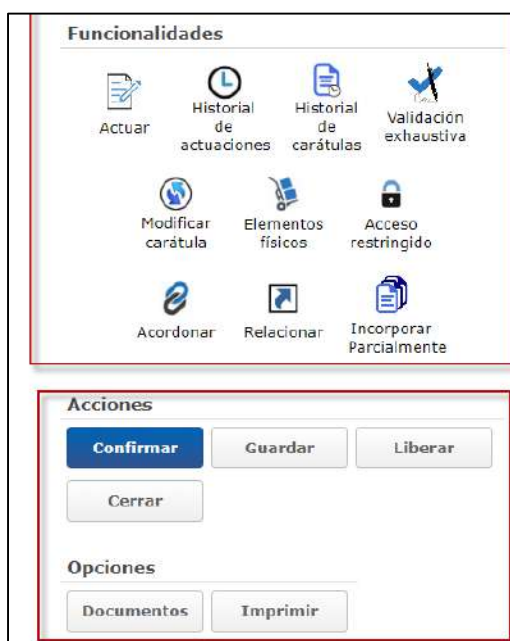 Funcionalidades
Actuar
Historial
de
actuaciones
Historial
de
carátulas
Validación
exhaustiva
Modificar
carátula
Elementos
físicos
Acceso
restringido
Acordonar
Relacionar
Incorporar
Parcialmente
Acciones
Confirmar Guardar Liberar
Cerrar
Opciones
Documentos Imprimir